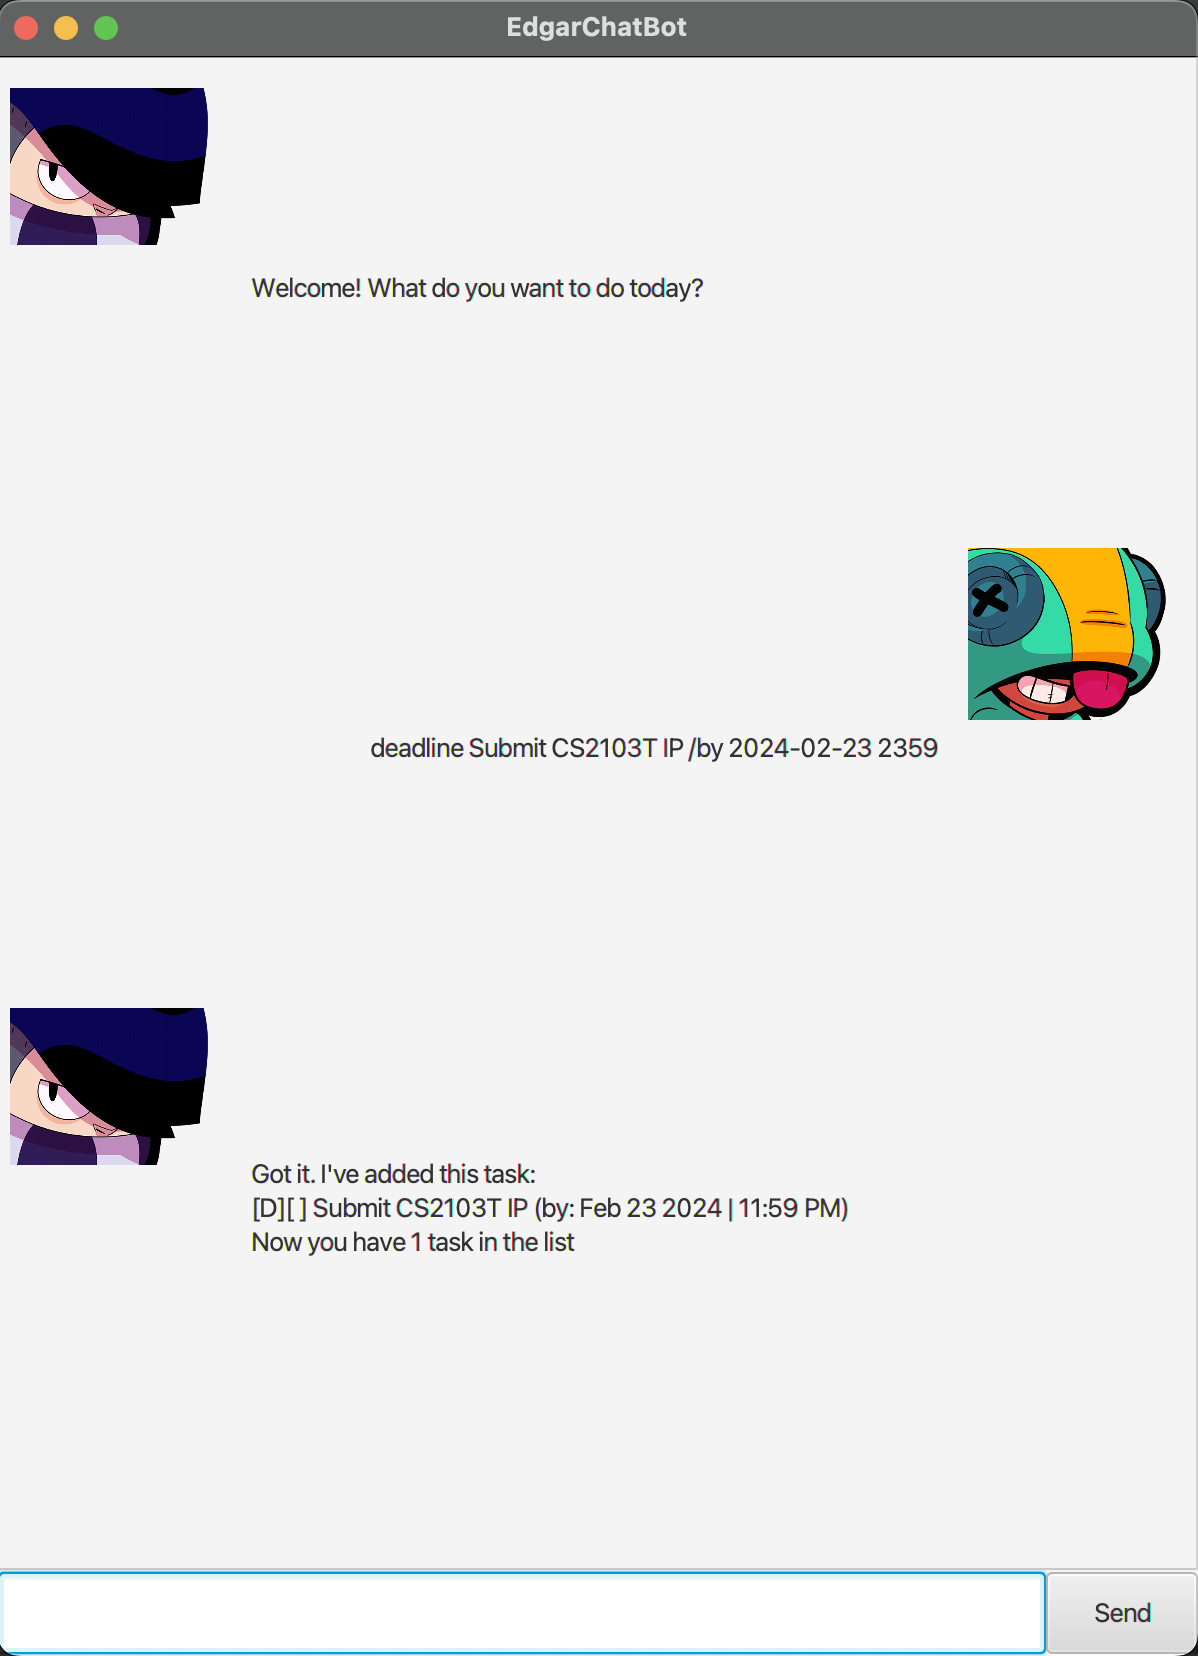 EdgarChatBot
Welcome! What do you want to do today?
deadline Submit CS2103T IP /by 2024-02-23 2359
Got it. I've added this task:
[D][ ] Submit CS2103T IP (by: Feb 23 2024 | 11:59 PM)
Now you have 1 task in the list
Send